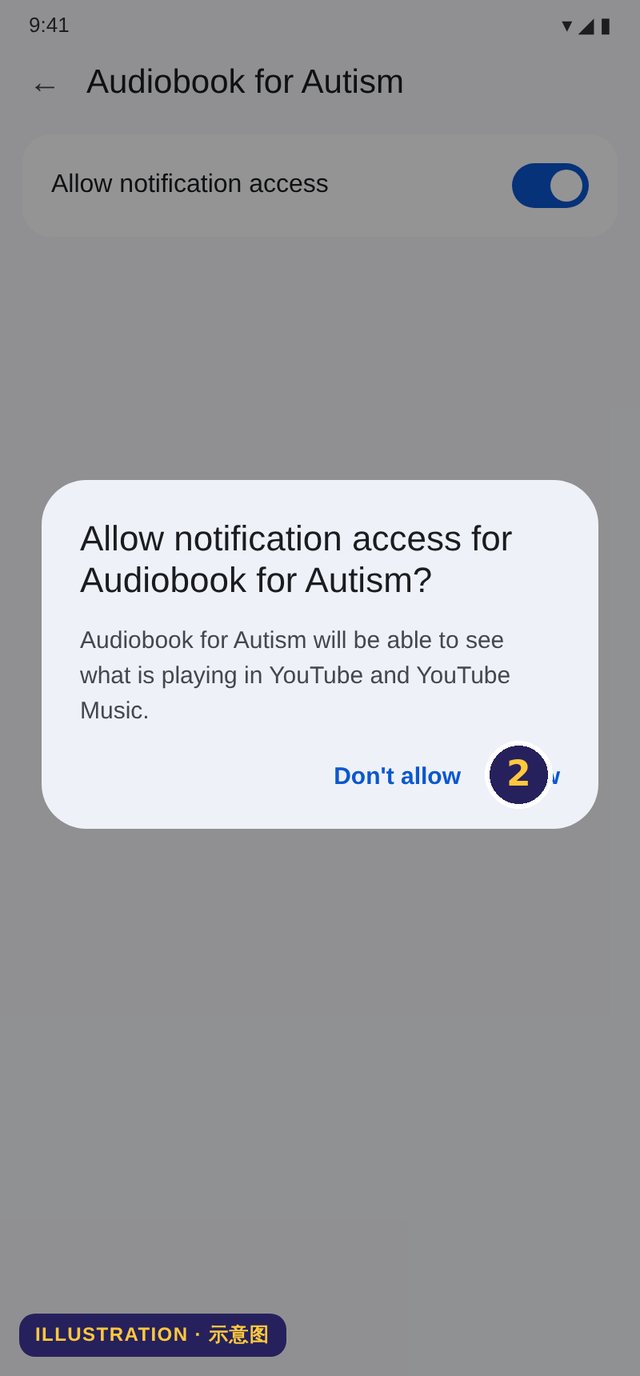 9:41
← Audiobook for Autism
Allow notification access
Allow notification access for
Audiobook for Autism?
Audiobook for Autism will be able to see
what is playing in YouTube and YouTube
Music.
Don't allow 2
ILLUSTRATION · 示意图